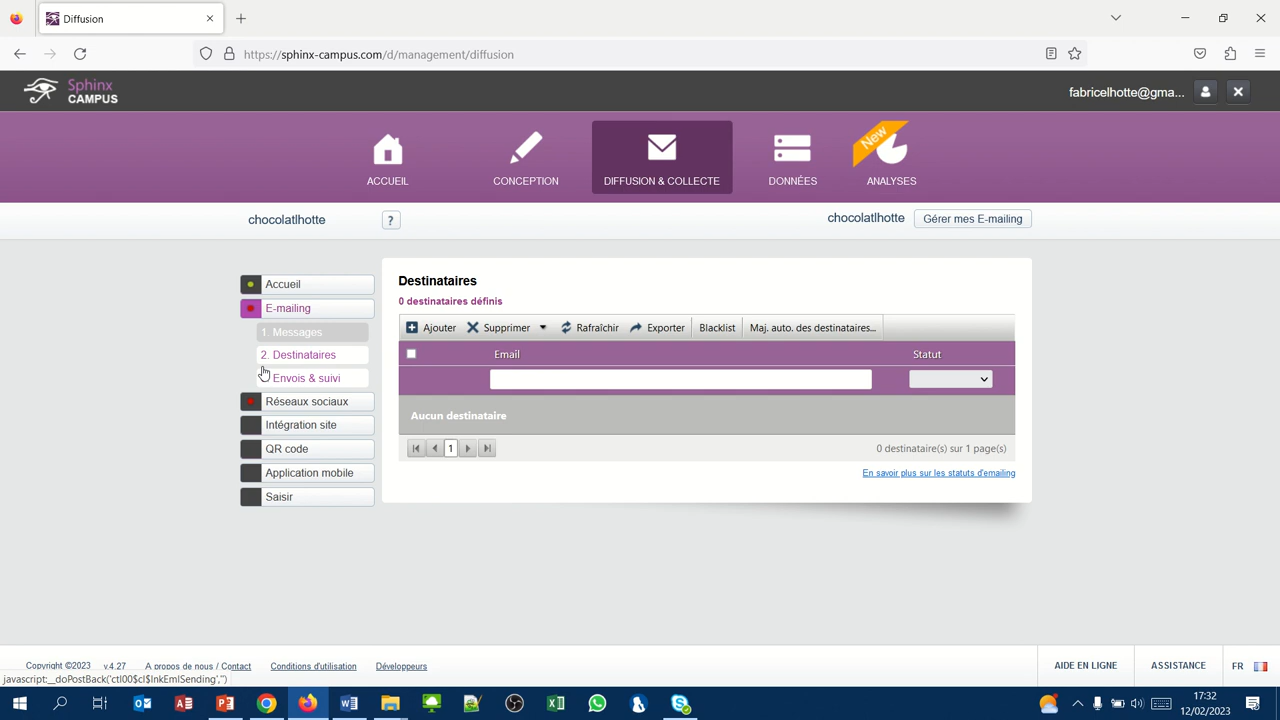 Diffusion
https://sphinx-campus.com/d/management/diffusion
Sphinx
CAMPUS
fabricelhotte@gma...
ACCUEIL
CONCEPTION
DIFFUSION & COLLECTE
DONNÉES
New
ANALYSES
chocolatlhotte
?
chocolatlhotte
Gérer mes E-mailing
Accueil
E-mailing
1. Messages
2. Destinataires
Envois & suivi
Réseaux sociaux
Intégration site
QR code
Application mobile
Saisir
Destinataires
0 destinataires définis
Ajouter Supprimer Rafraîchir Exporter Blacklist Maj. auto. des destinataires...
Email Statut
Aucun destinataire
1
0 destinataire(s) sur 1 page(s)
En savoir plus sur les statuts d'emailing
Copyright ©2023 v.4.27 A propos de nous / Contact Conditions d'utilisation Développeurs
AIDE EN LIGNE ASSISTANCE FR
javascript:__doPostBack('ctl00$cl$lnkEmlSending','')
17:32
12/02/2023